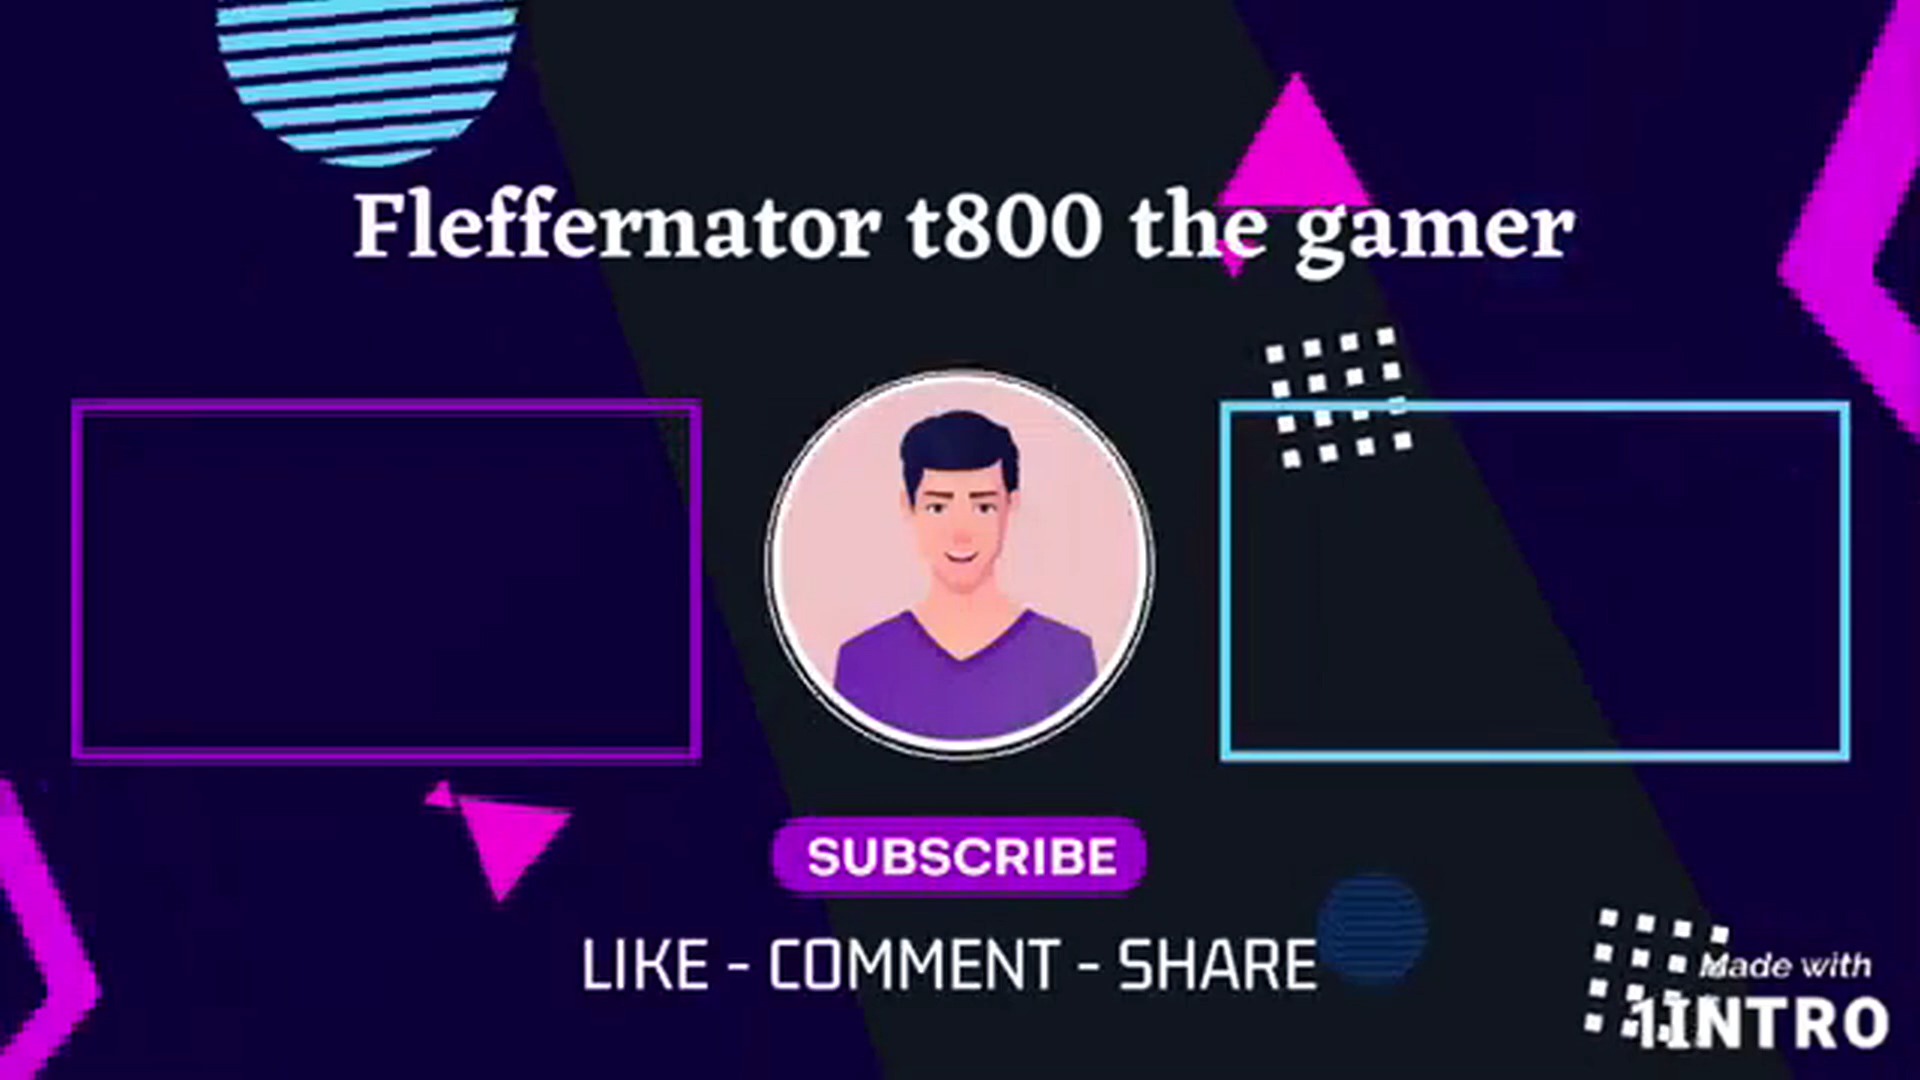 Fleffernator t800 the gamer
SUBSCRIBE
LIKE - COMMENT - SHARE
Made with
1INTRO